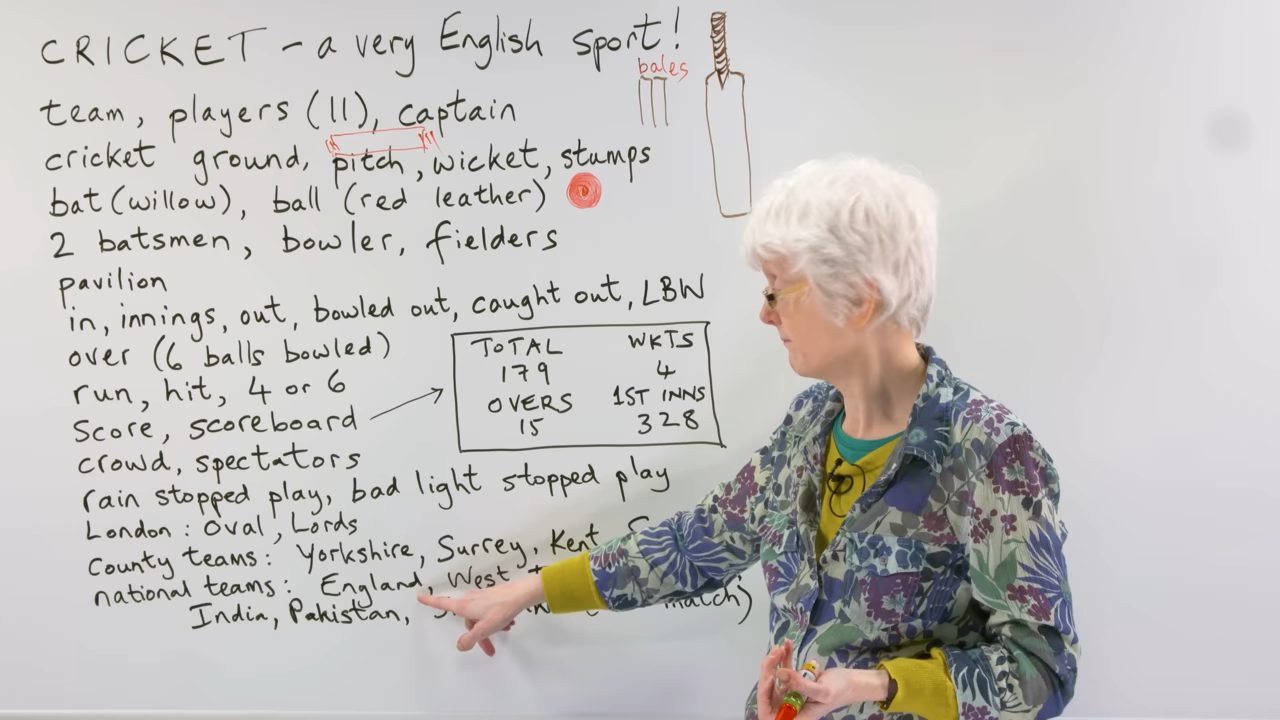 CRICKET - a very English sport!
bales
team, players (11), captain
cricket ground, pitch, wicket, stumps
bat (willow), ball (red leather)
2 batsmen, bowler, fielders
pavilion
in, innings, out, bowled out, caught out, LBW
over (6 balls bowled)
run, hit, 4 or 6
score, scoreboard
TOTAL WKTS
179 4
OVERS 1ST INNS
15 328
crowd, spectators
rain stopped play, bad light stopped play
London: Oval, Lords
County teams: Yorkshire, Surrey, Kent
national teams: England, West
India, Pakistan, match)